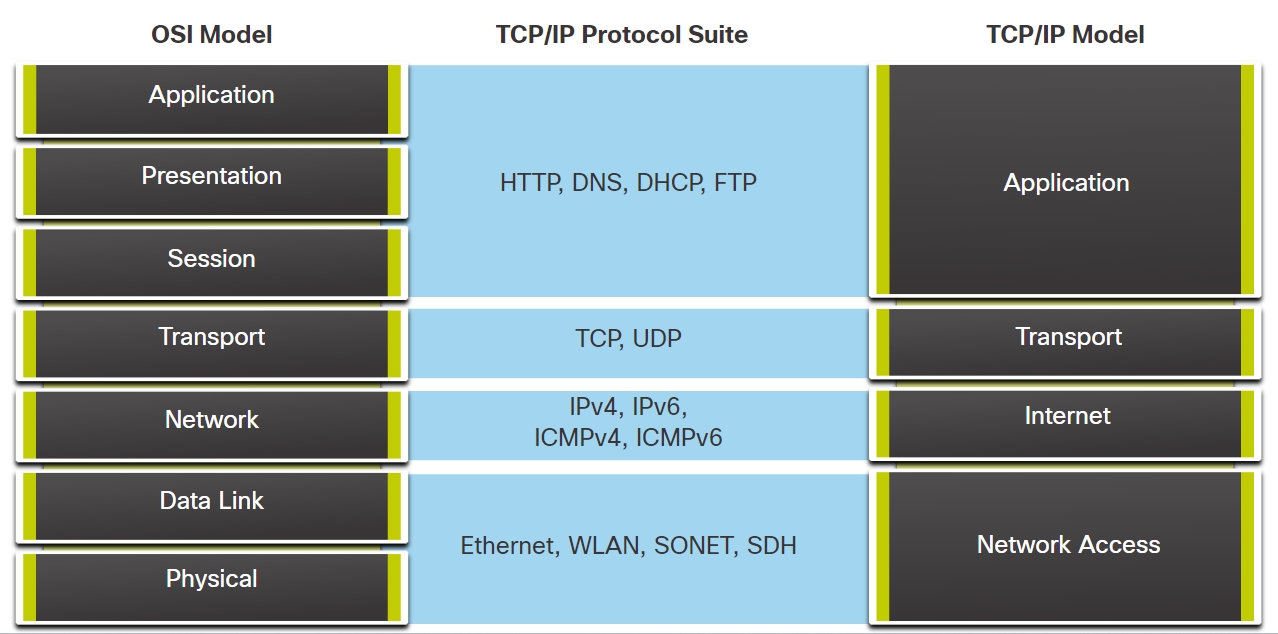 OSI Model
TCP/IP Protocol Suite
TCP/IP Model
Application
Presentation
Session
Transport
Network
Data Link
Physical
HTTP, DNS, DHCP, FTP
TCP, UDP
IPv4, IPv6,
ICMPv4, ICMPv6
Ethernet, WLAN, SONET, SDH
Application
Transport
Internet
Network Access